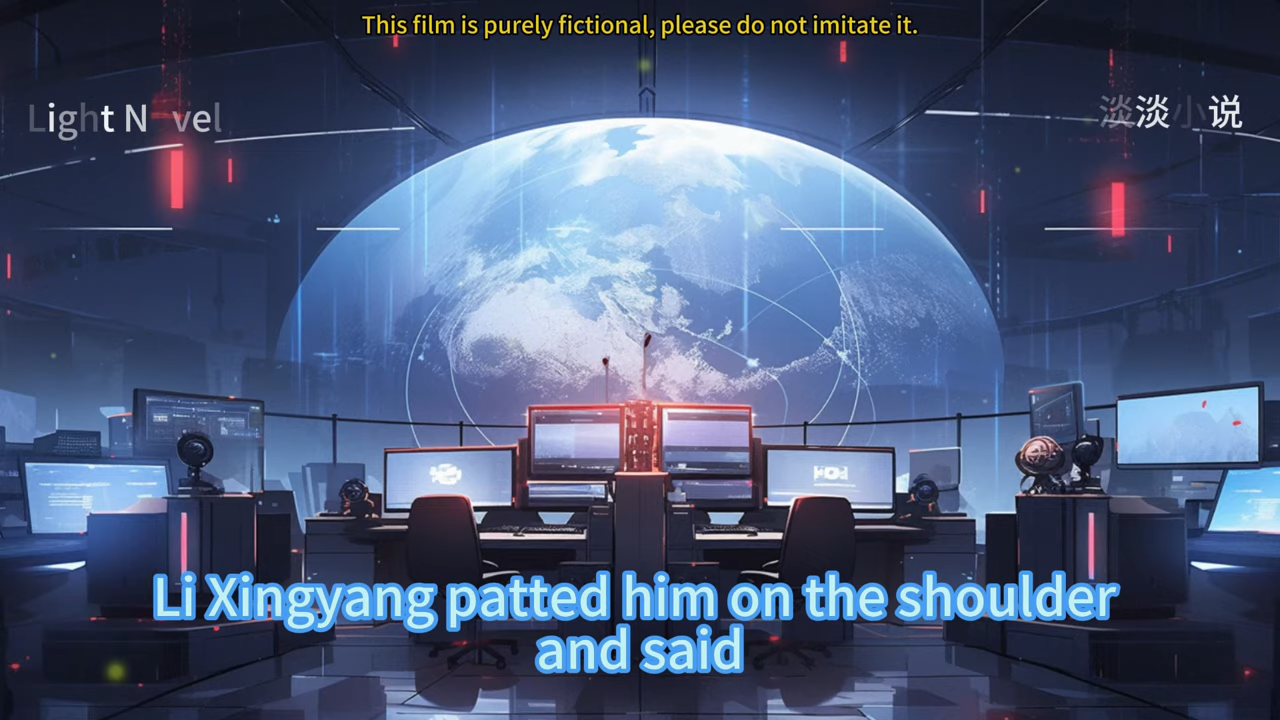 This film is purely fictional, please do not imitate it.
Light N vel
淡淡小说
Li Xingyang patted him on the shoulder
and said